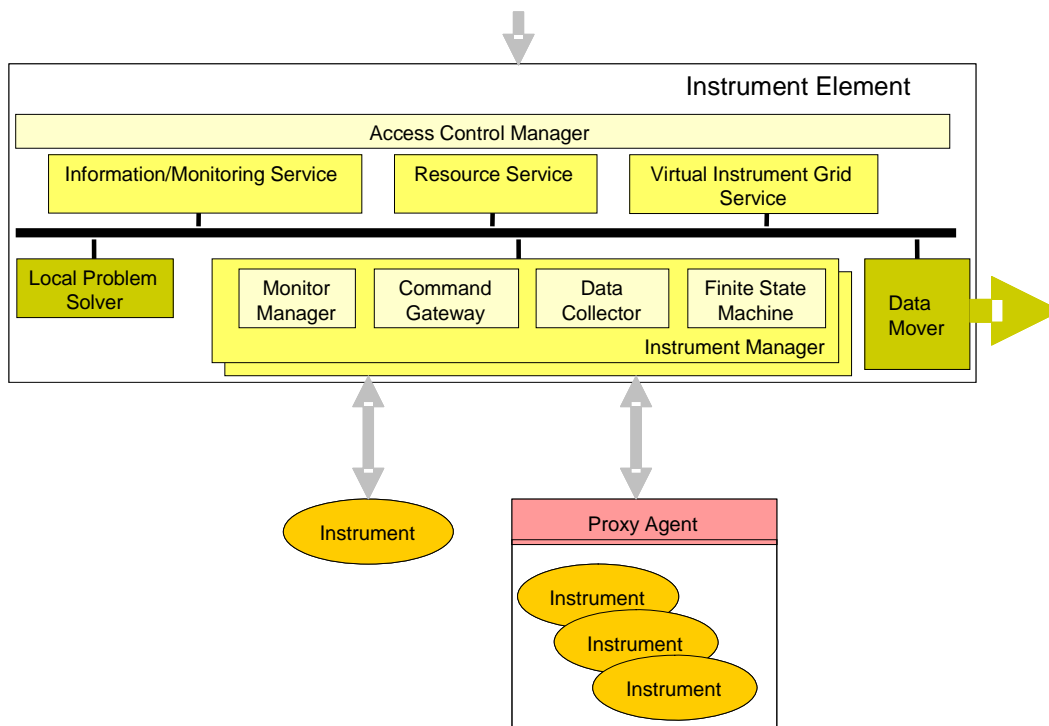 Instrument Element
Access Control Manager
Information/Monitoring Service
Resource Service
Virtual Instrument Grid
Service
Local Problem
Solver
Monitor
Manager
Command
Gateway
Data
Collector
Finite State
Machine
Instrument Manager
Data
Mover
Instrument
Proxy Agent
Instrument
Instrument
Instrument